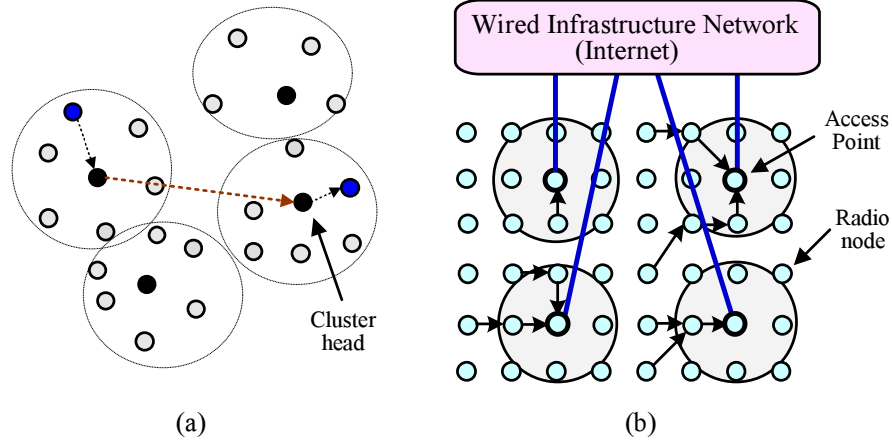 Wired Infrastructure Network
(Internet)
Access
Point
Radio
node
Cluster
head
(a)
(b)